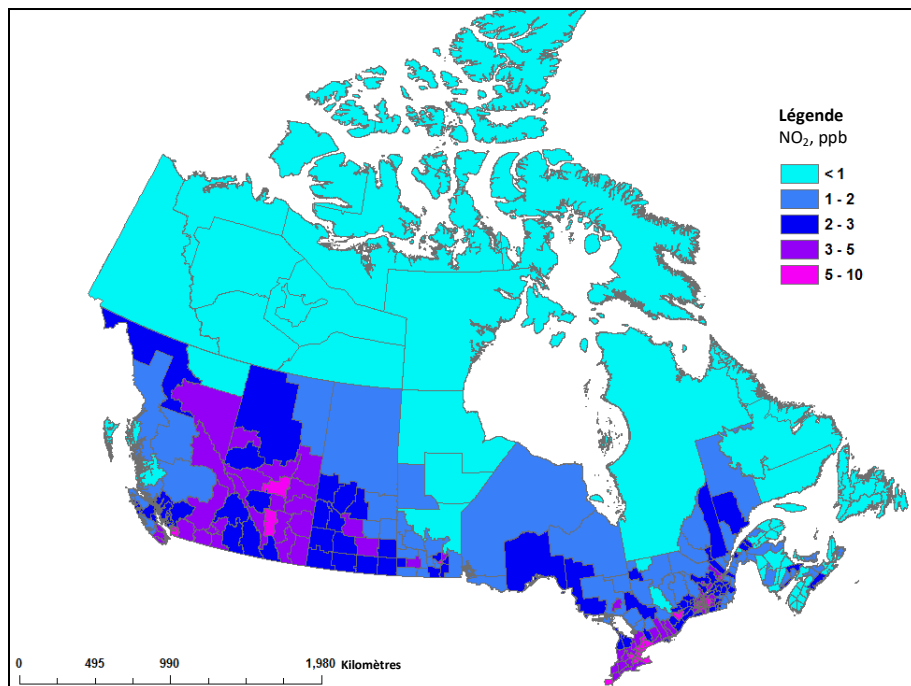 Légende
NO₂, ppb
< 1
1 - 2
2 - 3
3 - 5
5 - 10
0 495 990 1,980 Kilomètres